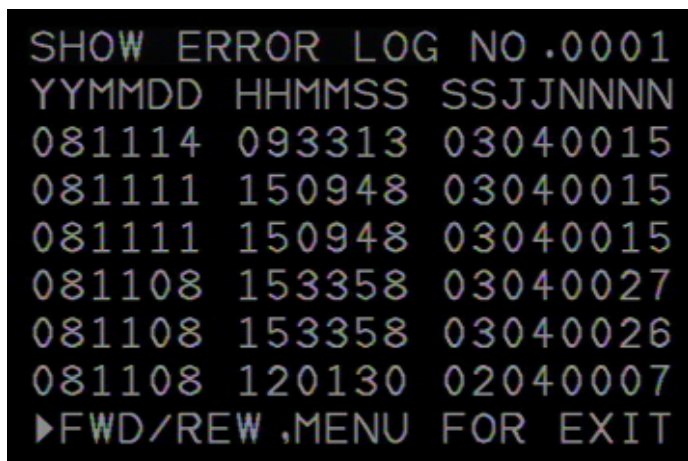 SHOW ERROR LOG NO.0001
YYMMDD HHMMSS SSJJNNNN
081114 093313 03040015
081111 150948 03040015
081111 150948 03040015
081108 153358 03040027
081108 153358 03040026
081108 120130 02040007
▶FWD/REW,MENU FOR EXIT